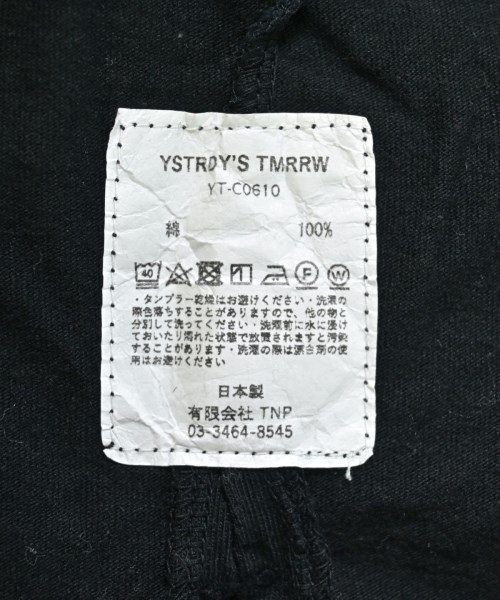 YSTRDY'S TMRRW
YT-C0610
綿 100%
40 F W
・タンブラー乾燥はお避けください・洗濯の
際色落ちすることがありますので、他の物と
分別して洗ってください・洗濯前に水に浸け
ておいたり濡れた状態で放置されますと汚染
することがあります・洗濯の際は蛍白剤の使
用はお避けください
日本製
有限会社 TNP
03-3464-8545